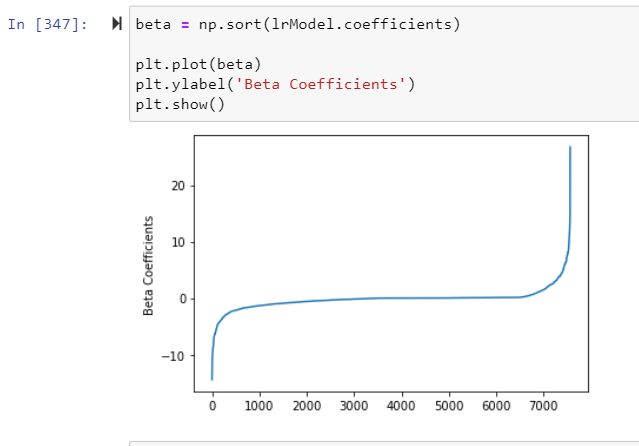 In [347]:
beta = np.sort(lrModel.coefficients)
plt.plot(beta)
plt.ylabel('Beta Coefficients')
plt.show()
Beta Coefficients
20
10
0
−10
0 1000 2000 3000 4000 5000 6000 7000